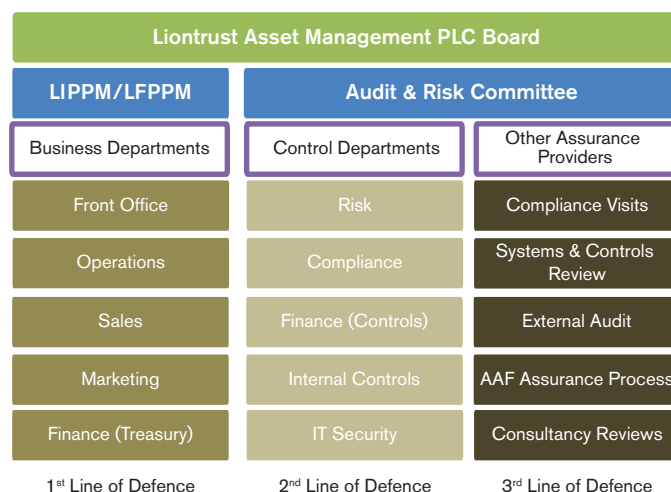 Liontrust Asset Management PLC Board
LIPPM/LFPPM
Audit & Risk Committee
Business Departments
Control Departments
Other Assurance
Providers
Front Office
Risk
Compliance Visits
Operations
Compliance
Systems & Controls
Review
Sales
Finance (Controls)
External Audit
Marketing
Internal Controls
AAF Assurance Process
Finance (Treasury)
IT Security
Consultancy Reviews
1st Line of Defence
2nd Line of Defence
3rd Line of Defence